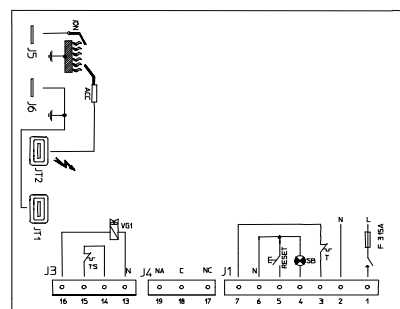 J5
ION
J6
ACC
JT2
JT1
VG1
TS
N
J3
16 15 14 13
J4 NA C NC
19 18 17
N
L
F 3.15A
RESET
SB
T
J1
N
7 6 5 4 3 2 1